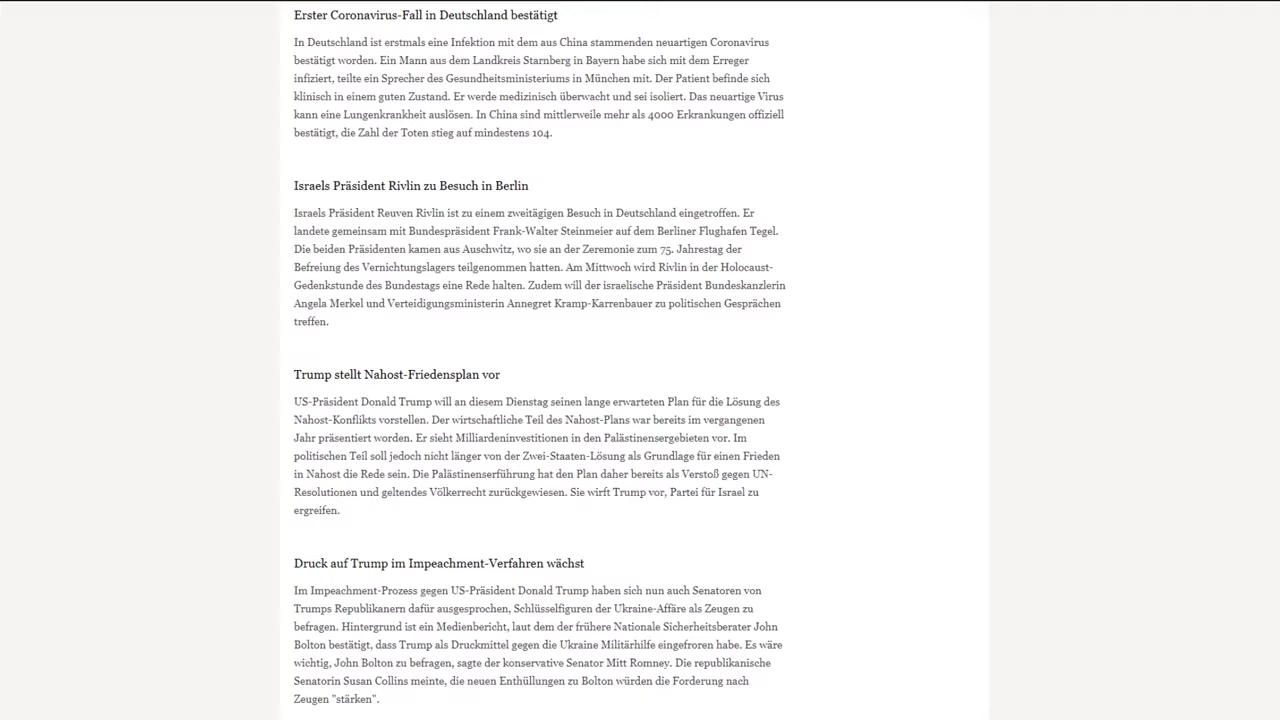 Erster Coronavirus-Fall in Deutschland bestätigt
In Deutschland ist erstmals eine Infektion mit dem aus China stammenden neuartigen Coronavirus
bestätigt worden. Ein Mann aus dem Landkreis Starnberg in Bayern habe sich mit dem Erreger
infiziert, teilte ein Sprecher des Gesundheitsministeriums in München mit. Der Patient befinde sich
klinisch in einem guten Zustand. Er werde medizinisch überwacht und sei isoliert. Das neuartige Virus
kann eine Lungenkrankheit auslösen. In China sind mittlerweile mehr als 4000 Erkrankungen offiziell
bestätigt, die Zahl der Toten stieg auf mindestens 104.
Israels Präsident Rivlin zu Besuch in Berlin
Israels Präsident Reuven Rivlin ist zu einem zweitägigen Besuch in Deutschland eingetroffen. Er
landete gemeinsam mit Bundespräsident Frank-Walter Steinmeier auf dem Berliner Flughafen Tegel.
Die beiden Präsidenten kamen aus Auschwitz, wo sie an der Zeremonie zum 75. Jahrestag der
Befreiung des Vernichtungslagers teilgenommen hatten. Am Mittwoch wird Rivlin in der Holocaust-
Gedenkstunde des Bundestags eine Rede halten. Zudem will der israelische Präsident Bundeskanzlerin
Angela Merkel und Verteidigungsministerin Annegret Kramp-Karrenbauer zu politischen Gesprächen
treffen.
Trump stellt Nahost-Friedensplan vor
US-Präsident Donald Trump will an diesem Dienstag seinen lange erwarteten Plan für die Lösung des
Nahost-Konflikts vorstellen. Der wirtschaftliche Teil des Nahost-Plans war bereits im vergangenen
Jahr präsentiert worden. Er sieht Milliardeninvestitionen in den Palästinensergebieten vor. Im
politischen Teil soll jedoch nicht länger von der Zwei-Staaten-Lösung als Grundlage für einen Frieden
in Nahost die Rede sein. Die Palästinenserführung hat den Plan daher bereits als Verstoß gegen UN-
Resolutionen und geltendes Völkerrecht zurückgewiesen. Sie wirft Trump vor, Partei für Israel zu
ergreifen.
Druck auf Trump im Impeachment-Verfahren wächst
Im Impeachment-Prozess gegen US-Präsident Donald Trump haben sich nun auch Senatoren von
Trumps Republikanern dafür ausgesprochen, Schlüsselfiguren der Ukraine-Affäre als Zeugen zu
befragen. Hintergrund ist ein Medienbericht, laut dem der frühere Nationale Sicherheitsberater John
Bolton bestätigt, dass Trump als Druckmittel gegen die Ukraine Militärhilfe eingefroren habe. Es wäre
wichtig, John Bolton zu befragen, sagte der konservative Senator Mitt Romney. Die republikanische
Senatorin Susan Collins meinte, die neuen Enthüllungen zu Bolton würden die Forderung nach
Zeugen "stärken".